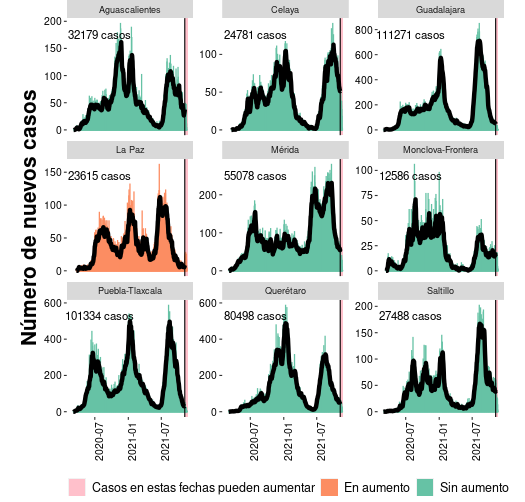 Número de nuevos casos
Aguascalientes
32179 casos
200
150
100
50
0
Celaya
24781 casos
100
50
0
Guadalajara
111271 casos
800
600
400
200
0
La Paz
23615 casos
150
100
50
0
Mérida
55078 casos
200
100
0
Monclova-Frontera
12586 casos
100
75
50
25
0
Puebla-Tlaxcala
101334 casos
600
400
200
0
Querétaro
80498 casos
600
400
200
0
Saltillo
27488 casos
200
150
100
50
0
2020-07 2021-01 2021-07
2020-07 2021-01 2021-07
2020-07 2021-01 2021-07
Casos en estas fechas pueden aumentar En aumento Sin aumento